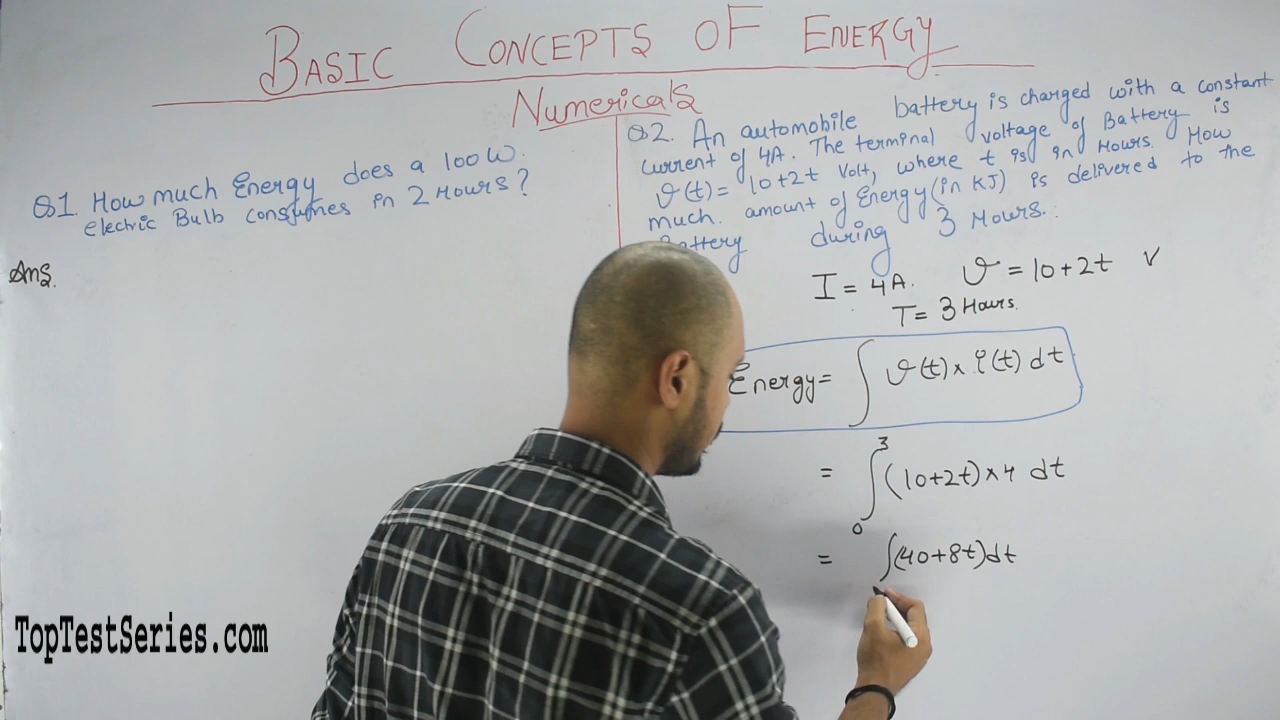 BASIC CONCEPTS OF ENERGY
Numericals
Q1. How much Energy does a 100 W.
electric Bulb consumes in 2 Hours?
Ans.
Q2. An automobile battery is charged with a constant
current of 4A. The terminal voltage of Battery is
v(t) = 10+2t Volt, where t is in Hours. How
much. amount of Energy (in KJ) is delivered to the
Battery during 3 Hours.
I = 4A. v = 10+2t V
T = 3 Hours.
Energy = ∫ v(t) × i(t) dt
= ∫₀³ (10+2t)×4 dt
= ∫(40+8t)dt
TopTestSeries.com